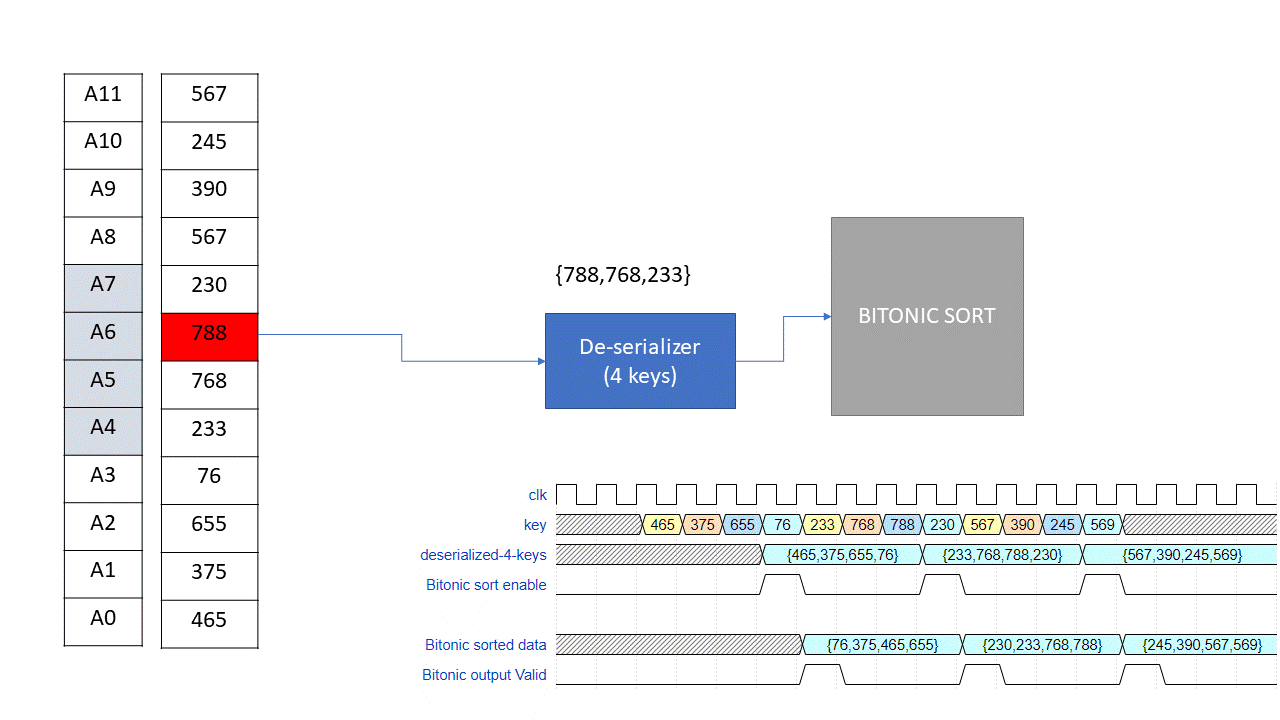 A11 567
A10 245
A9 390
A8 567
A7 230
A6 788
A5 768
A4 233
A3 76
A2 655
A1 375
A0 465
{788,768,233}
De-serializer
(4 keys)
BITONIC SORT
clk
key 465 375 655 76 233 768 788 230 567 390 245 569
deserialized-4-keys {465,375,655,76} {233,768,788,230} {567,390,245,569}
Bitonic sort enable
Bitonic sorted data {76,375,465,655} {230,233,768,788} {245,390,567,569}
Bitonic output Valid